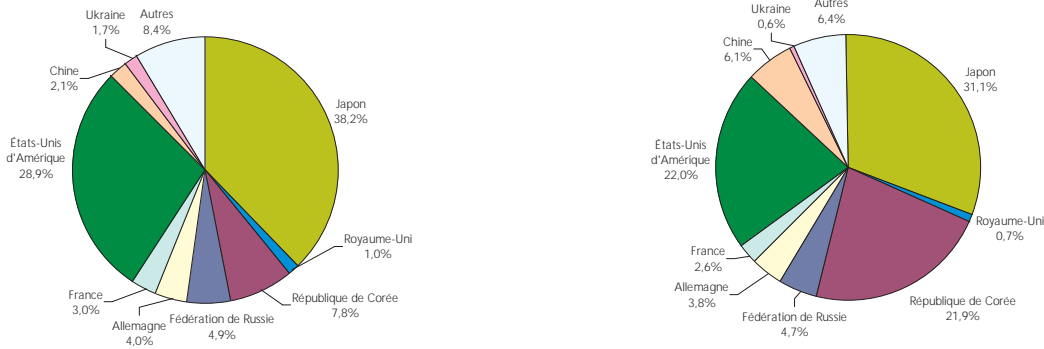 Ukraine
1,7%
Autres
8,4%
Chine
2,1%
Japon
38,2%
États-Unis
d'Amérique
28,9%
Royaume-Uni
1,0%
République de Corée
7,8%
Fédération de Russie
4,9%
Allemagne
4,0%
France
3,0%
Autres
6,4%
Ukraine
0,6%
Chine
6,1%
Japon
31,1%
États-Unis
d'Amérique
22,0%
Royaume-Uni
0,7%
France
2,6%
Allemagne
3,8%
République de Corée
21,9%
Fédération de Russie
4,7%